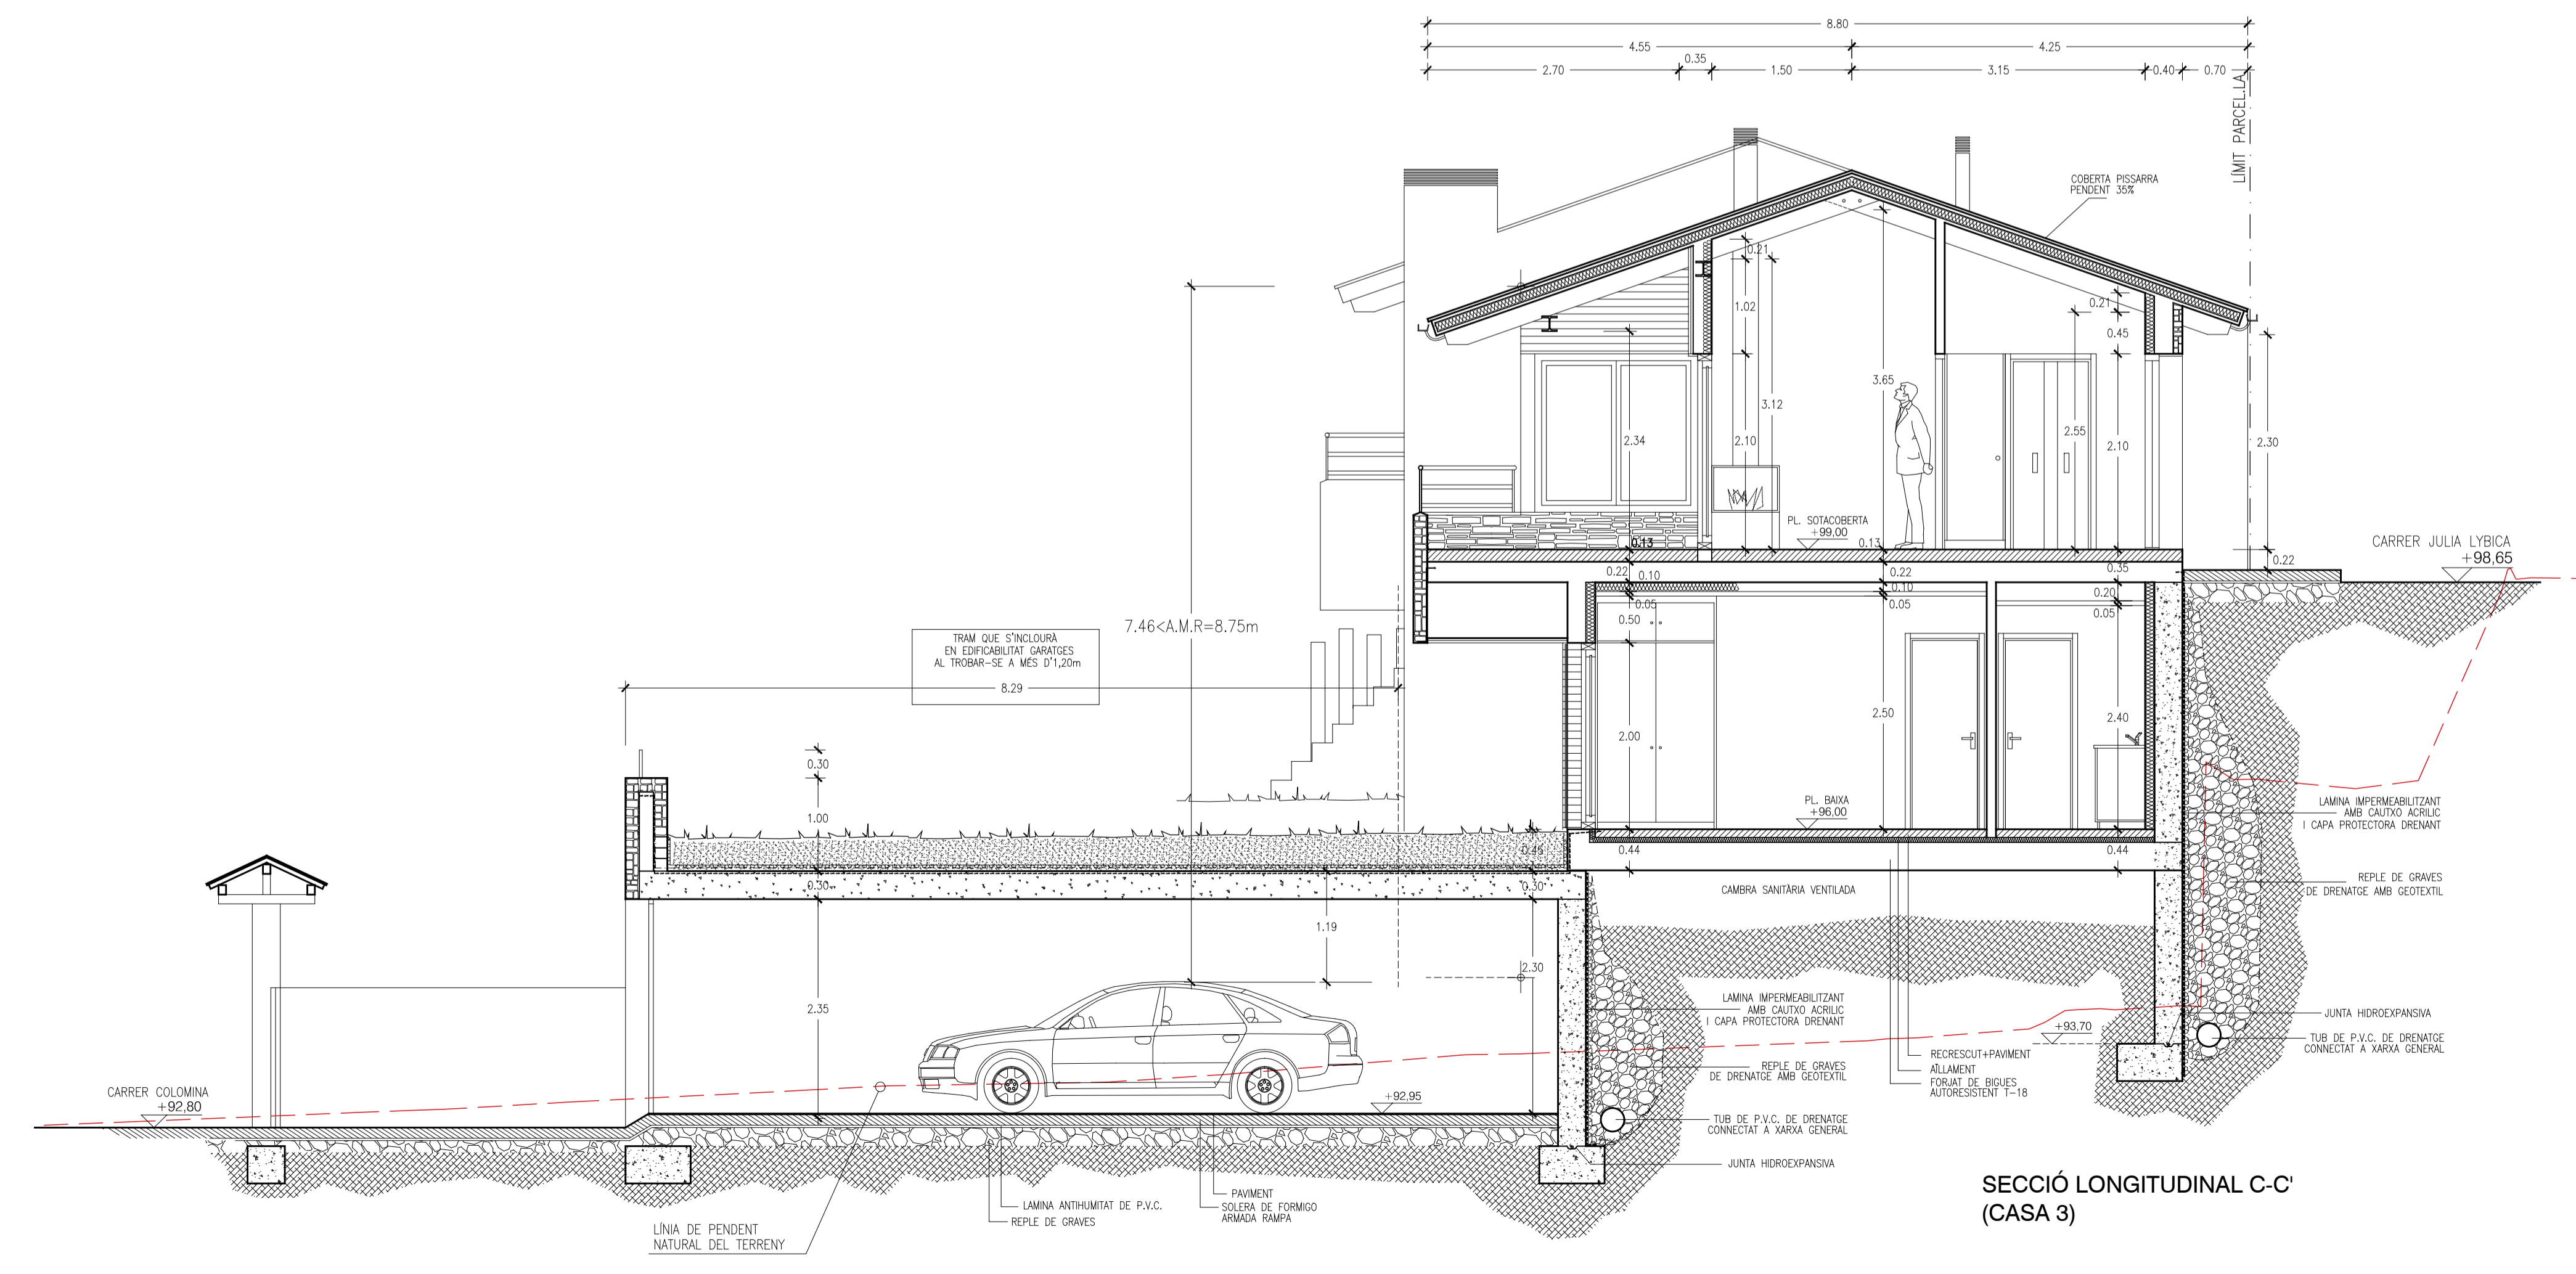 8.80
4.55
4.25
2.70
0.35
1.50
3.15
0.40
0.70
LÍMIT PARCEL.LA
COBERTA PISSARRA
PENDENT 35%
0.21
1.02
3.12
2.10
2.34
3.65
2.55
0.21
0.45
2.10
2.30
PL. SOTACOBERTA
+99,00
0.13
0.13
0.22
0.10
0.05
0.50
0.22
0.10
0.05
0.35
0.20
0.05
0.22
CARRER JULIA LYBICA
+98,65
7.46<A.M.R=8.75m
TRAM QUE S'INCLOURÀ
EN EDIFICABILITAT GARATGES
AL TROBAR-SE A MÉS D'1,20m
8.29
2.00
2.50
2.40
0.30
1.00
PL. BAIXA
+96,00
LAMINA IMPERMEABILITZANT
AMB CAUTXO ACRILIC
I CAPA PROTECTORA DRENANT
0.45
0.44
0.44
0.30
0.30
CAMBRA SANITÀRIA VENTILADA
REPLE DE GRAVES
DE DRENATGE AMB GEOTEXTIL
1.19
2.30
2.35
LAMINA IMPERMEABILITZANT
AMB CAUTXO ACRILIC
I CAPA PROTECTORA DRENANT
+93,70
JUNTA HIDROEXPANSIVA
TUB DE P.V.C. DE DRENATGE
CONNECTAT A XARXA GENERAL
RECRESCUT+PAVIMENT
AÏLLAMENT
FORJAT DE BIGUES
AUTORESISTENT T-18
REPLE DE GRAVES
DE DRENATGE AMB GEOTEXTIL
CARRER COLOMINA
+92,80
+92,95
TUB DE P.V.C. DE DRENATGE
CONNECTAT A XARXA GENERAL
JUNTA HIDROEXPANSIVA
PAVIMENT
SOLERA DE FORMIGO
ARMADA RAMPA
LAMINA ANTIHUMITAT DE P.V.C.
REPLE DE GRAVES
LÍNIA DE PENDENT
NATURAL DEL TERRENY
SECCIÓ LONGITUDINAL C-C'
(CASA 3)